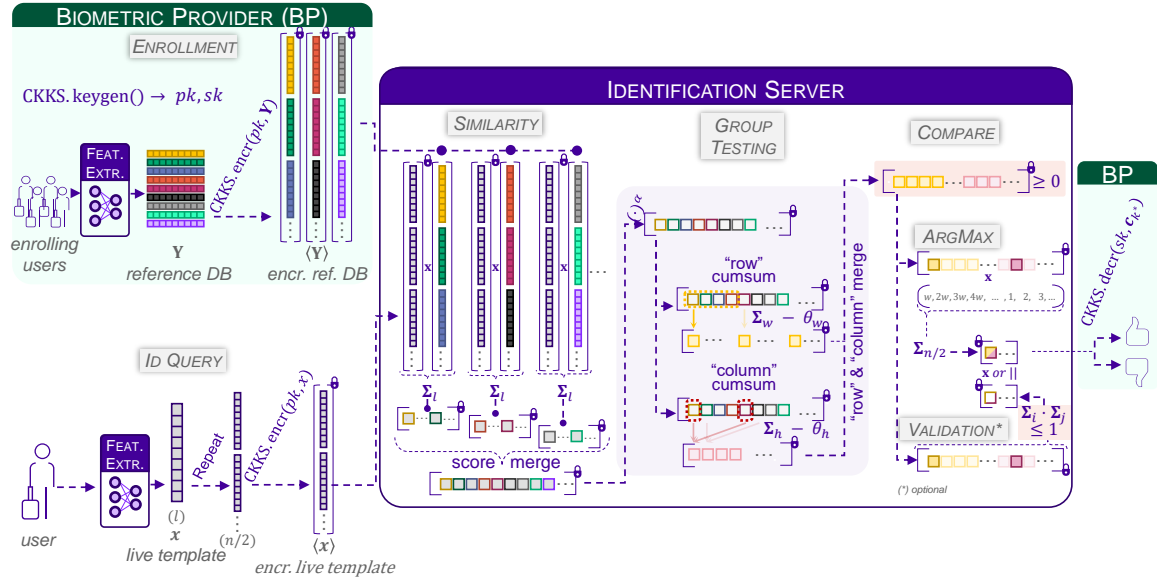 BIOMETRIC PROVIDER (BP)
ENROLLMENT
CKKS.keygen() → pk, sk
FEAT.
EXTR.
enrolling
users
Y
reference DB
CKKS.encr(pk, Y)
⟨Y⟩
encr. ref. DB
ID QUERY
user
FEAT.
EXTR.
(l)
x
live template
Repeat
(n/2)
CKKS.encr(pk, x)
⟨x⟩
encr. live template
IDENTIFICATION SERVER
SIMILARITY
x x x ...
Σl Σl Σl
score merge
GROUP
TESTING
(·)^α
"row"
cumsum
Σw − θw
"column"
cumsum
Σh − θh
"row" & "column" merge
COMPARE
≥ 0
ARGMAX
x
w, 2w, 3w, 4w, ... , 1, 2, 3, ...
Σn/2
x or ||
Σi Σj
≤ 1
VALIDATION*
(*) optional
BP
CKKS.decr(sk, c_k*)